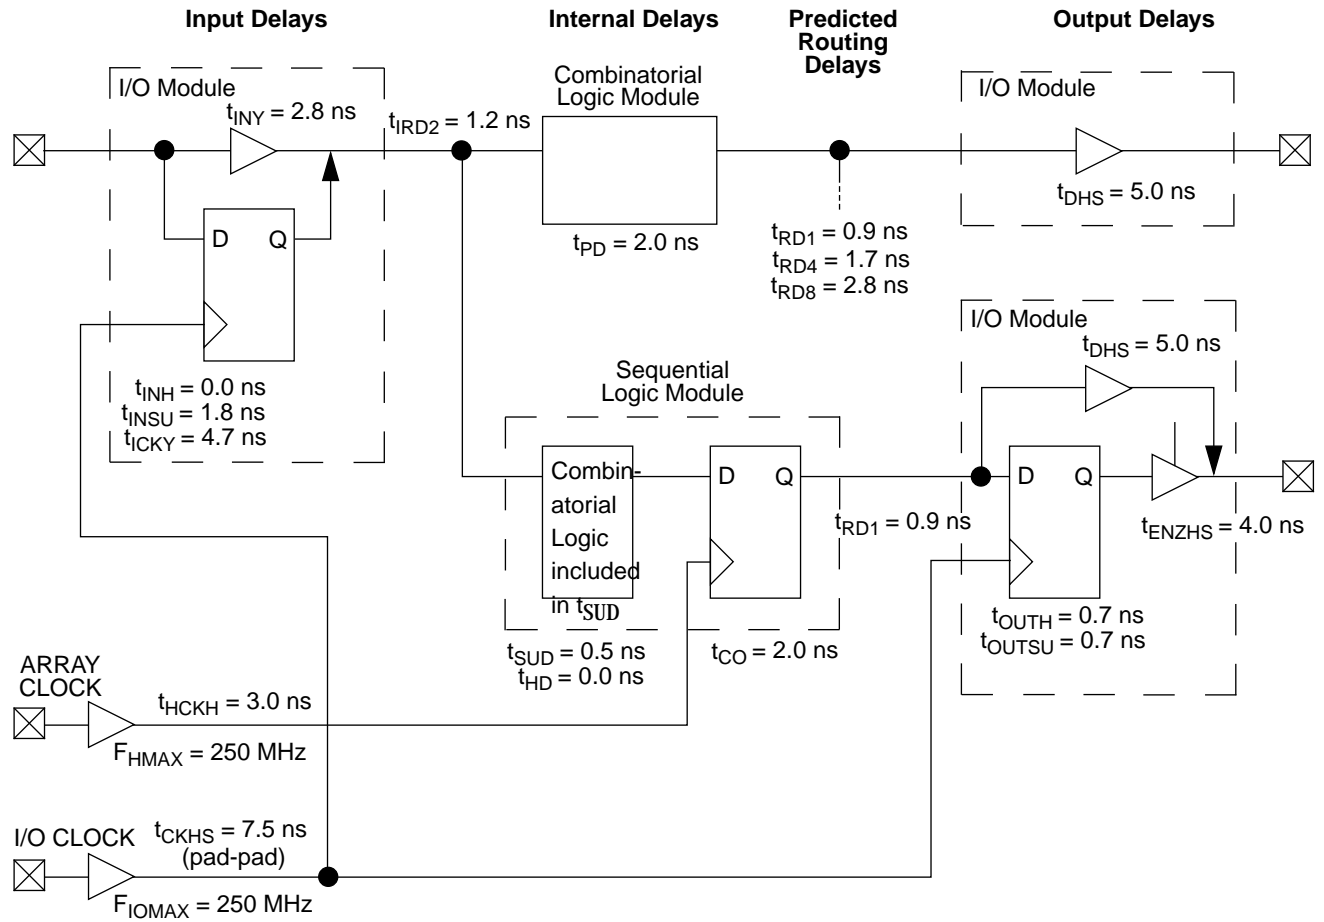 Input Delays
Internal Delays
Predicted
Routing
Delays
Output Delays
I/O Module
tINY = 2.8 ns
tIRD2 = 1.2 ns
Combinatorial
Logic Module
I/O Module
D Q
tPD = 2.0 ns
tDHS = 5.0 ns
tRD1 = 0.9 ns
tRD4 = 1.7 ns
tRD8 = 2.8 ns
tINH = 0.0 ns
tINSU = 1.8 ns
tICKY = 4.7 ns
Sequential
Logic Module
I/O Module
tDHS = 5.0 ns
Combin-
atorial
Logic
included
in tSUD
D Q
tRD1 = 0.9 ns
D Q
tENZHS = 4.0 ns
tSUD = 0.5 ns
tHD = 0.0 ns
tCO = 2.0 ns
tOUTH = 0.7 ns
tOUTSU = 0.7 ns
ARRAY
CLOCK
tHCKH = 3.0 ns
FHMAX = 250 MHz
I/O CLOCK
tCKHS = 7.5 ns
(pad-pad)
FIOMAX = 250 MHz